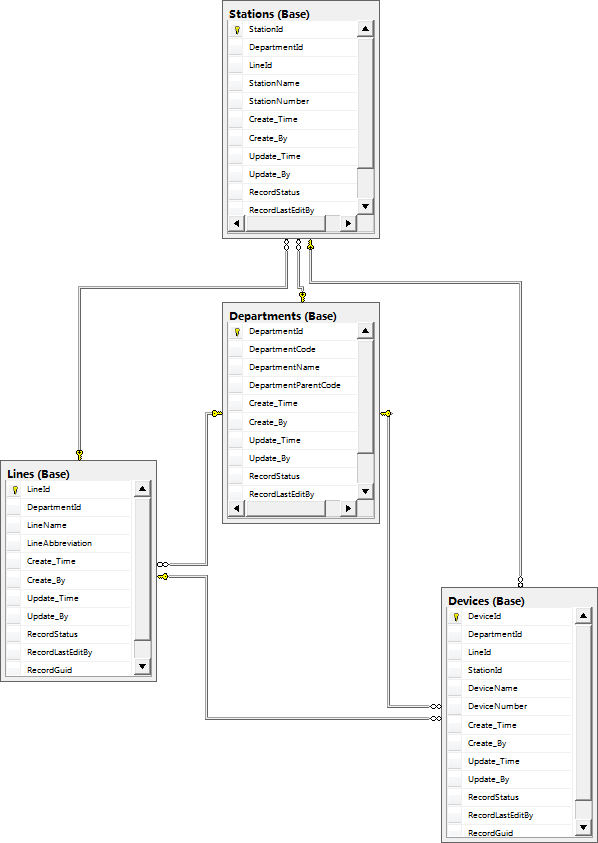 Stations (Base)
StationId
DepartmentId
LineId
StationName
StationNumber
Create_Time
Create_By
Update_Time
Update_By
RecordStatus
RecordLastEditBy
Departments (Base)
DepartmentId
DepartmentCode
DepartmentName
DepartmentParentCode
Create_Time
Create_By
Update_Time
Update_By
RecordStatus
RecordLastEditBy
Lines (Base)
LineId
DepartmentId
LineName
LineAbbreviation
Create_Time
Create_By
Update_Time
Update_By
RecordStatus
RecordLastEditBy
RecordGuid
Devices (Base)
DeviceId
DepartmentId
LineId
StationId
DeviceName
DeviceNumber
Create_Time
Create_By
Update_Time
Update_By
RecordStatus
RecordLastEditBy
RecordGuid